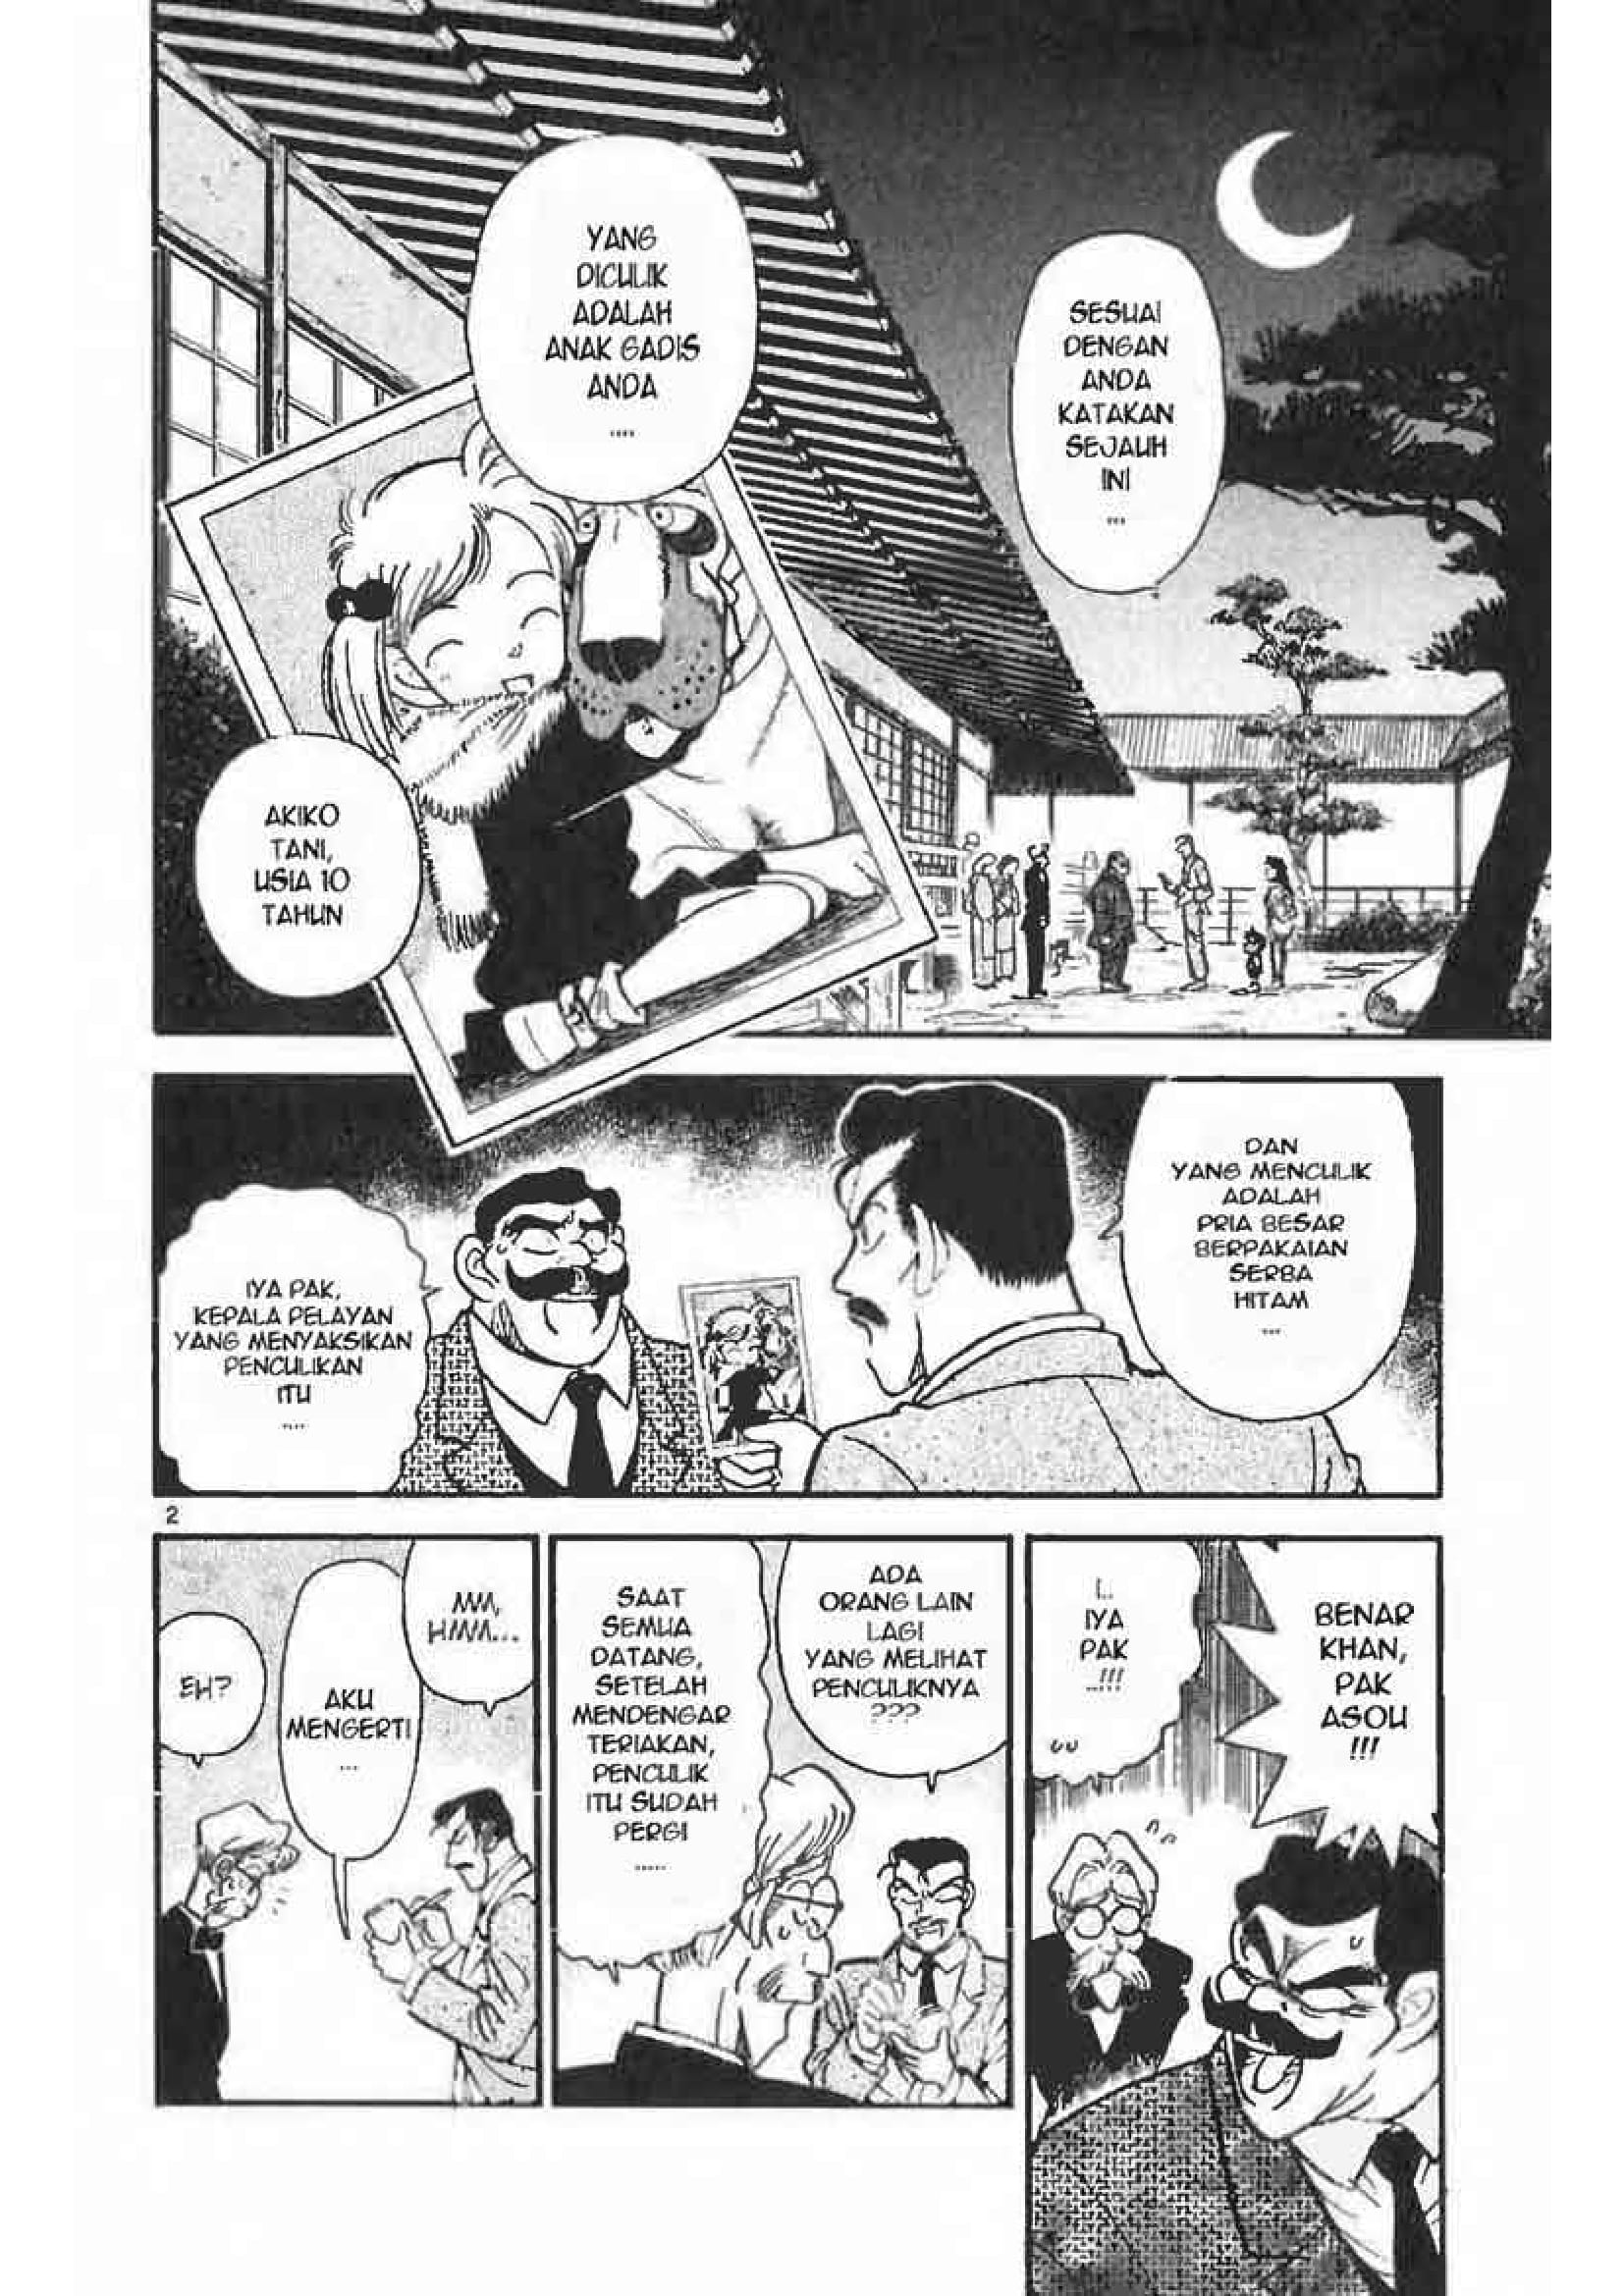 SESUAI
DENGAN
ANDA
KATAKAN
SEJAUH
INI
...
YANG
DICULIK
ADALAH
ANAK GADIS
ANDA
....
AKIKO
TANI,
USIA 10
TAHUN
DAN
YANG MENCULIK
ADALAH
PRIA BESAR
BERPAKAIAN
SERBA
HITAM
...
IYA PAK,
KEPALA PELAYAN
YANG MENYAKSIKAN
PENCULIKAN
ITU
....
2
BENAR
KHAN,
PAK
ASOU
!!!
I..
IYA
PAK
..!!!
ADA
ORANG LAIN
LAGI
YANG MELIHAT
PENCULIKNYA
???
SAAT
SEMUA
DATANG,
SETELAH
MENDENGAR
TERIAKAN,
PENCULIK
ITU SUDAH
PERGI
.....
MM,
HMM...
AKU
MENGERTI
...
EH?